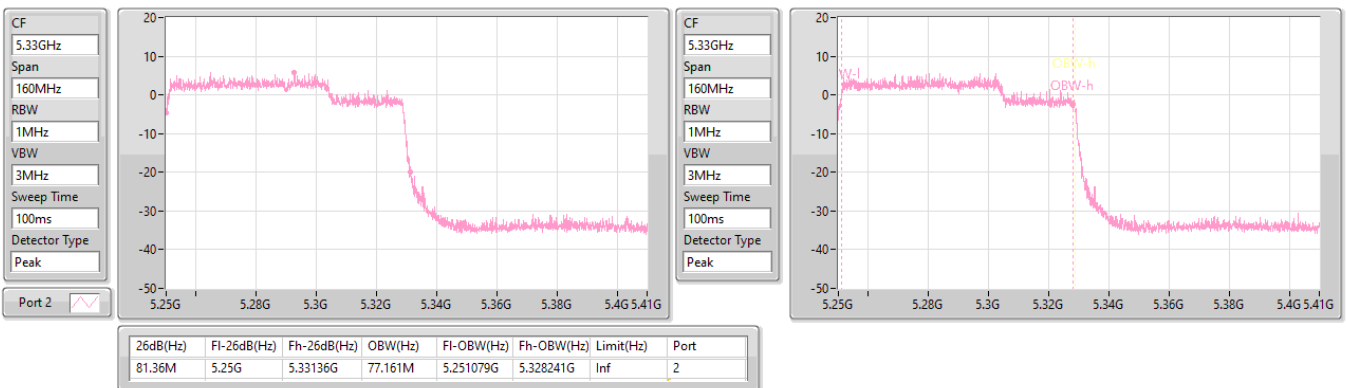 CF
5.33GHz
Span
160MHz
RBW
1MHz
VBW
3MHz
Sweep Time
100ms
Detector Type
Peak
Port 2
20
10
0
-10
-20
-30
-40
-50
5.25G 5.28G 5.3G 5.32G 5.34G 5.36G 5.38G 5.4G 5.41G
CF
5.33GHz
Span
160MHz
RBW
1MHz
VBW
3MHz
Sweep Time
100ms
Detector Type
Peak
20
10
0
-10
-20
-30
-40
-50
W-l
OBW-h
OBW-h
5.25G 5.28G 5.3G 5.32G 5.34G 5.36G 5.38G 5.4G 5.41G
26dB(Hz) Fl-26dB(Hz) Fh-26dB(Hz) OBW(Hz) Fl-OBW(Hz) Fh-OBW(Hz) Limit(Hz) Port
81.36M 5.25G 5.33136G 77.161M 5.251079G 5.328241G Inf 2